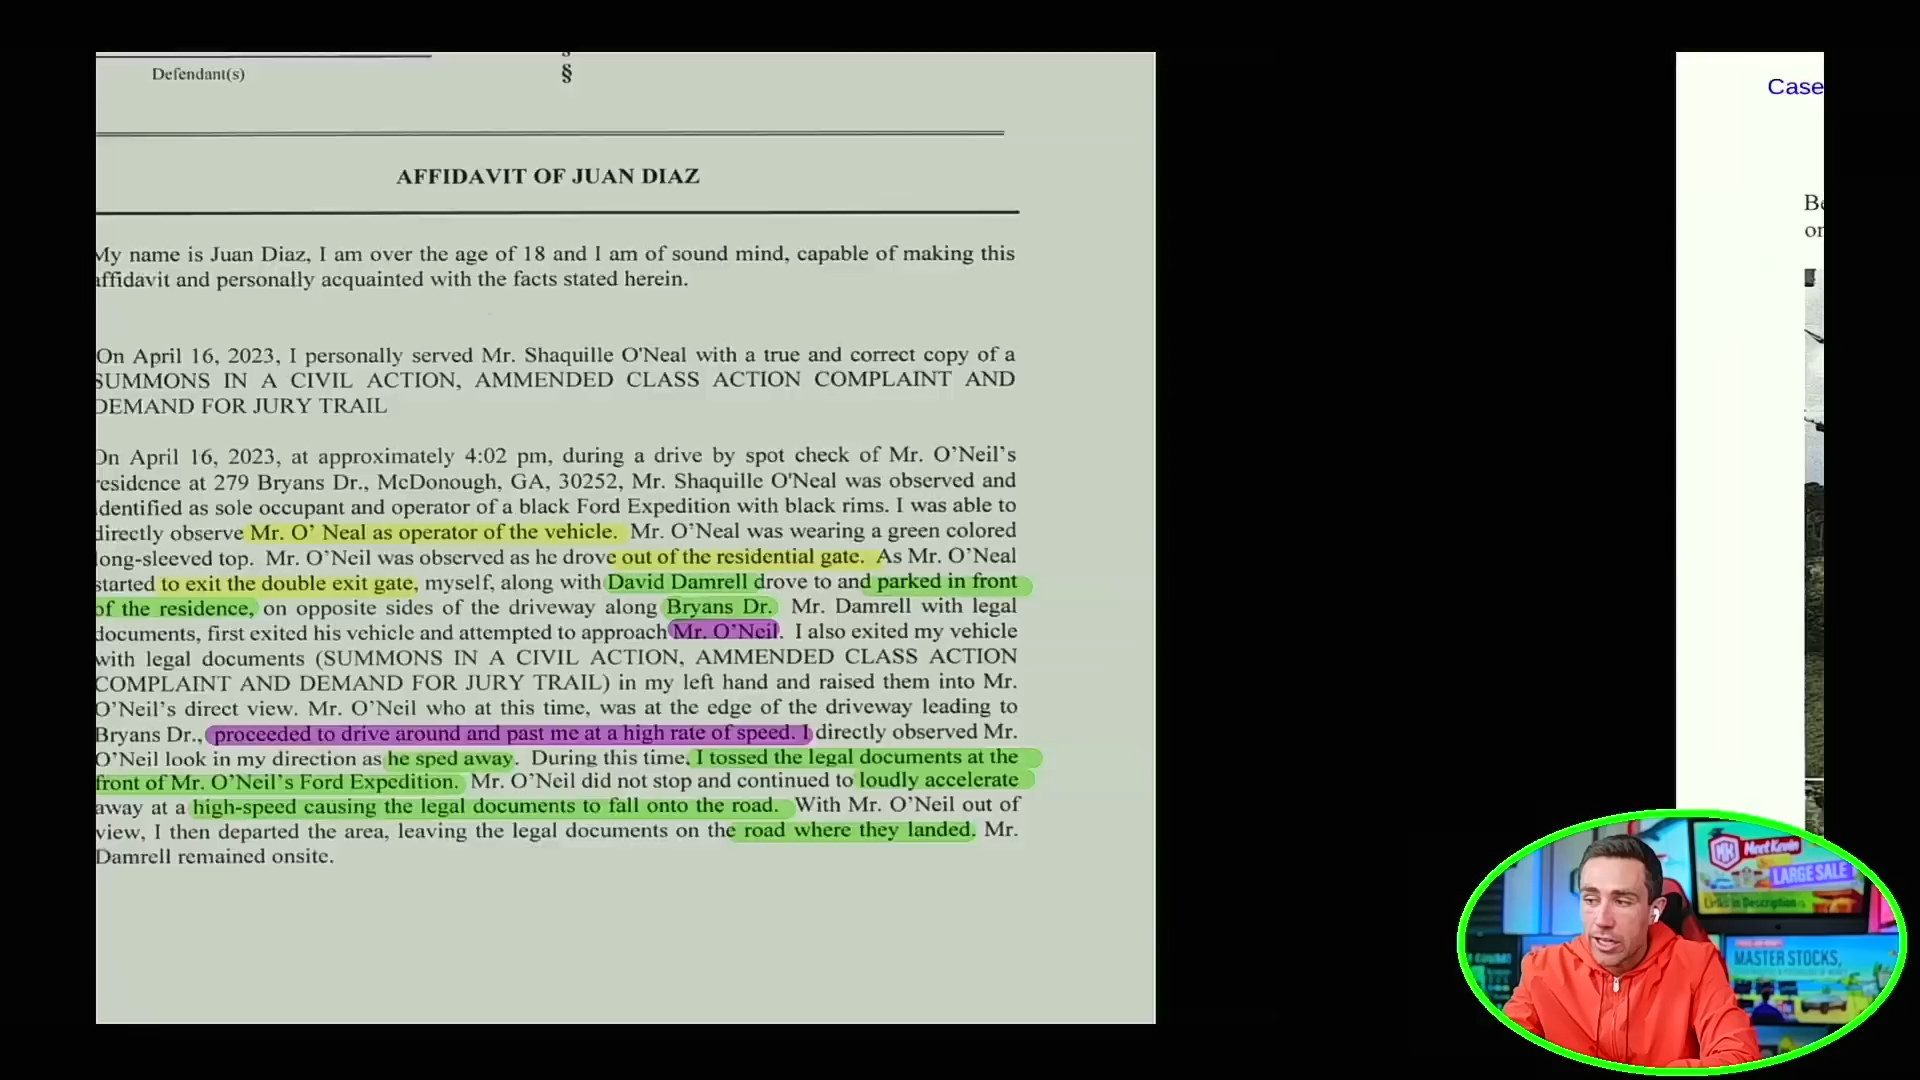 Defendant(s)
§
Case
AFFIDAVIT OF JUAN DIAZ
My name is Juan Diaz, I am over the age of 18 and I am of sound mind, capable of making this
affidavit and personally acquainted with the facts stated herein.
On April 16, 2023, I personally served Mr. Shaquille O'Neal with a true and correct copy of a
SUMMONS IN A CIVIL ACTION, AMMENDED CLASS ACTION COMPLAINT AND
DEMAND FOR JURY TRAIL
On April 16, 2023, at approximately 4:02 pm, during a drive by spot check of Mr. O'Neil's
residence at 279 Bryans Dr., McDonough, GA, 30252, Mr. Shaquille O'Neal was observed and
identified as sole occupant and operator of a black Ford Expedition with black rims. I was able to
directly observe Mr. O' Neal as operator of the vehicle. Mr. O'Neal was wearing a green colored
long-sleeved top. Mr. O'Neil was observed as he drove out of the residential gate. As Mr. O'Neal
started to exit the double exit gate, myself, along with David Damrell drove to and parked in front
of the residence, on opposite sides of the driveway along Bryans Dr. Mr. Damrell with legal
documents, first exited his vehicle and attempted to approach Mr. O'Neil. I also exited my vehicle
with legal documents (SUMMONS IN A CIVIL ACTION, AMMENDED CLASS ACTION
COMPLAINT AND DEMAND FOR JURY TRAIL) in my left hand and raised them into Mr.
O'Neil's direct view. Mr. O'Neil who at this time, was at the edge of the driveway leading to
Bryans Dr., proceeded to drive around and past me at a high rate of speed. I directly observed Mr.
O'Neil look in my direction as he sped away. During this time, I tossed the legal documents at the
front of Mr. O'Neil's Ford Expedition. Mr. O'Neil did not stop and continued to loudly accelerate
away at a high-speed causing the legal documents to fall onto the road. With Mr. O'Neil out of
view, I then departed the area, leaving the legal documents on the road where they landed. Mr.
Damrell remained onsite.
Meet Kevin
LARGE SALE
Links in Description
MASTER STOCKS,